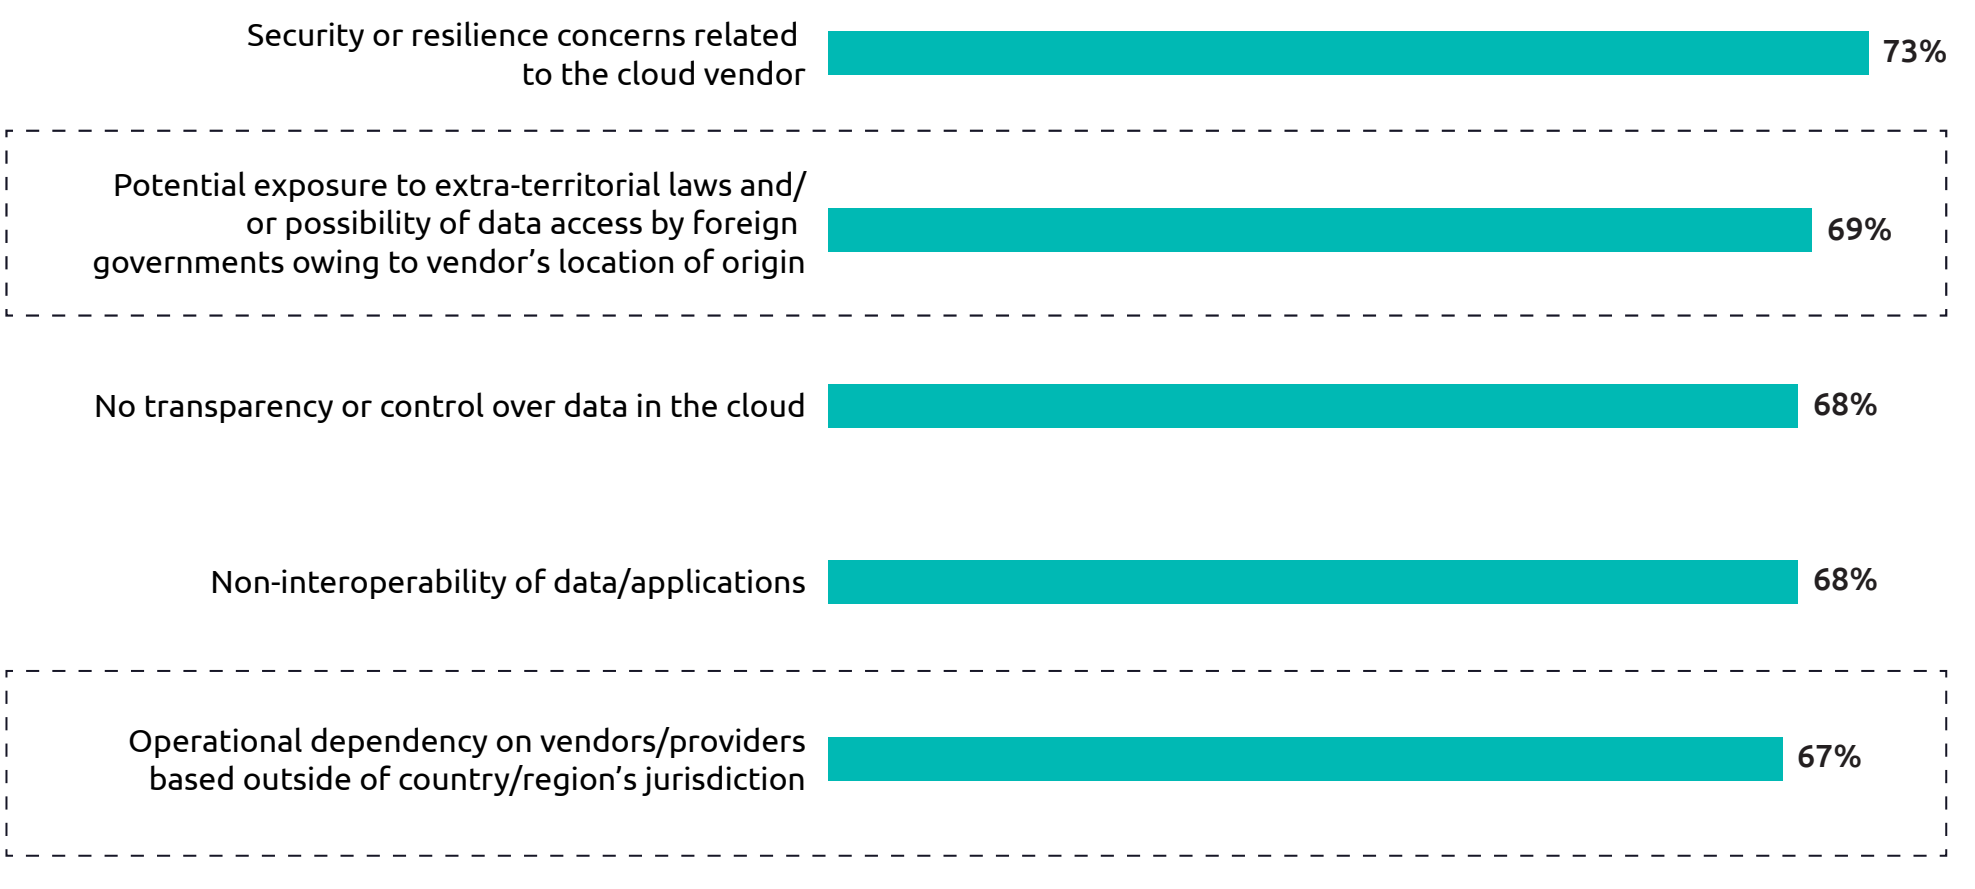 Security or resilience concerns related
to the cloud vendor
73%
Potential exposure to extra-territorial laws and/
or possibility of data access by foreign
governments owing to vendor’s location of origin
69%
No transparency or control over data in the cloud
68%
Non-interoperability of data/applications
68%
Operational dependency on vendors/providers
based outside of country/region’s jurisdiction
67%